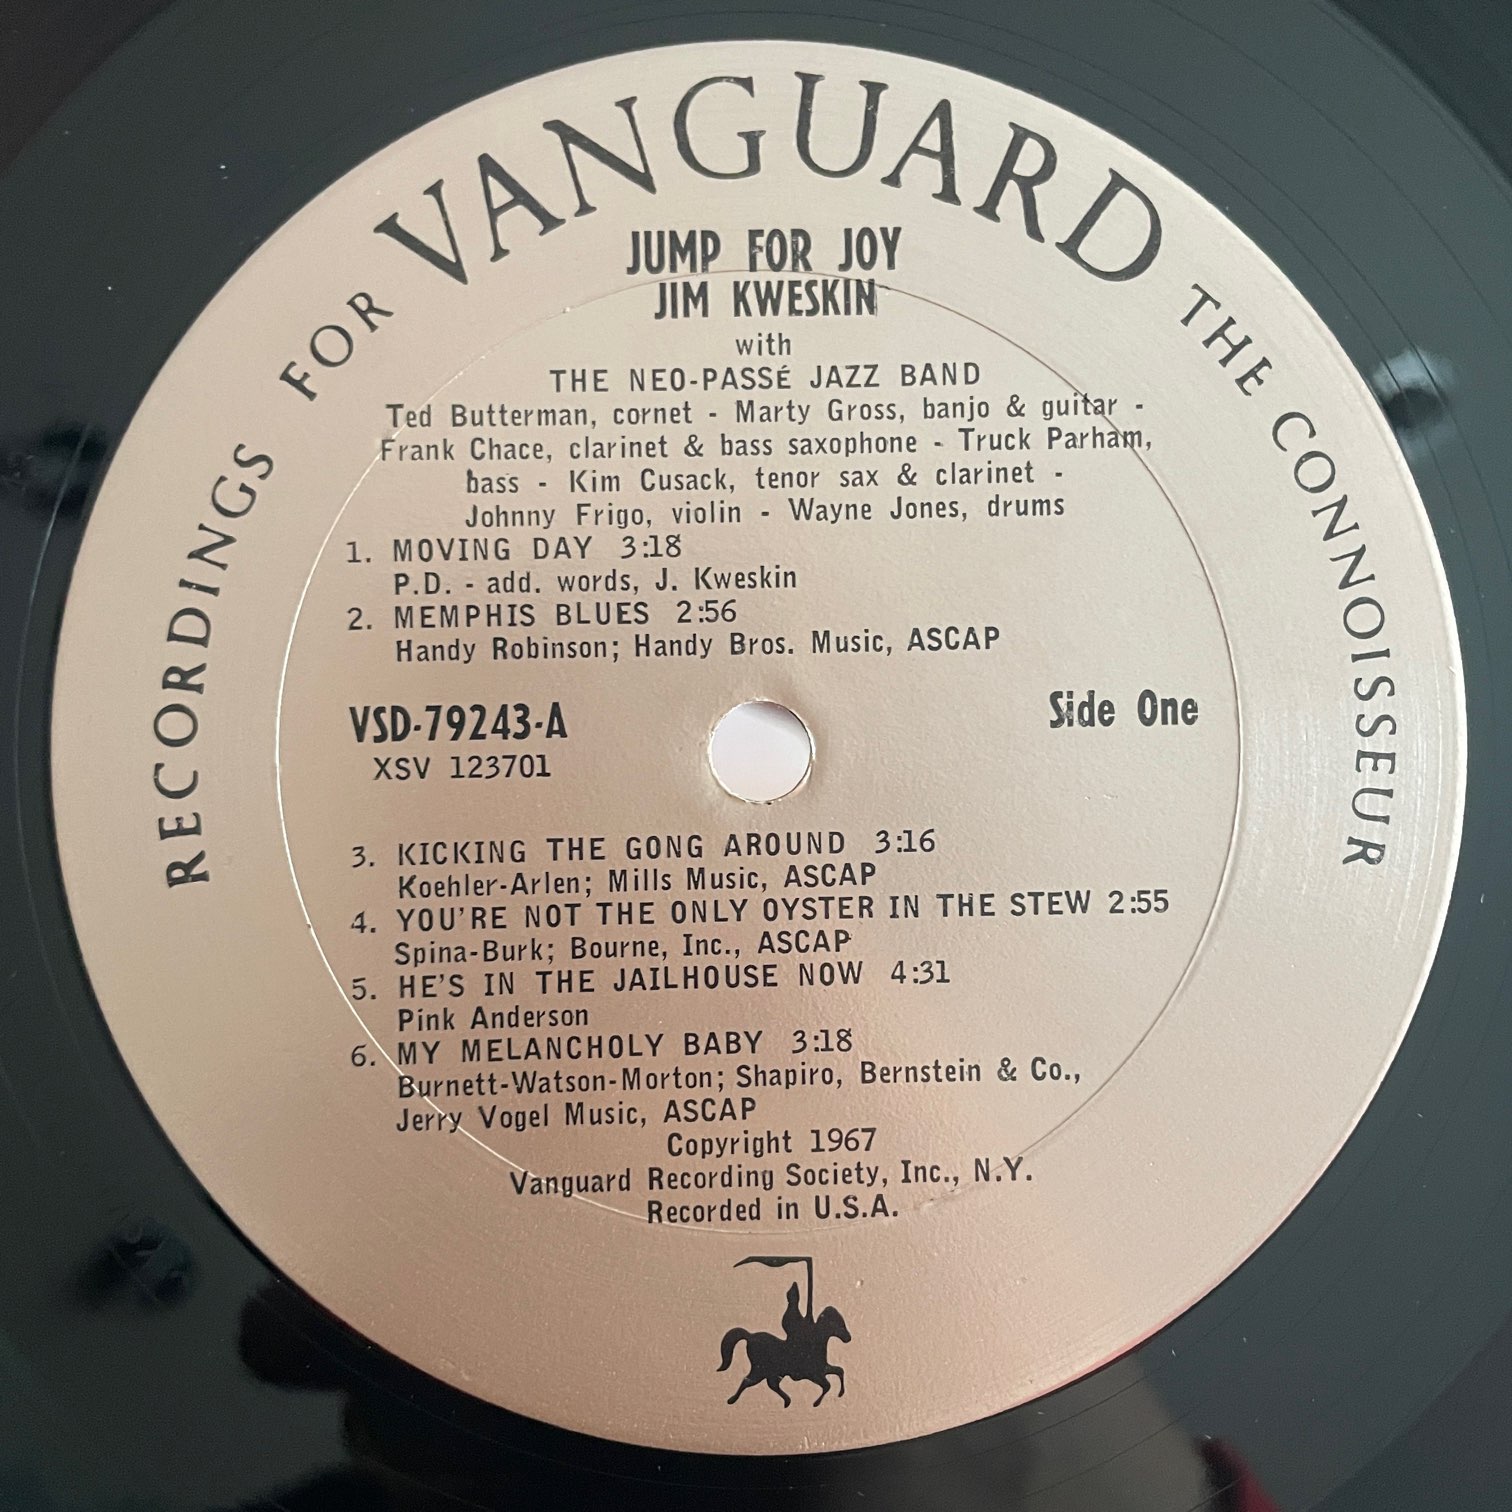 RECORDINGS FOR VANGUARD THE CONNOISSEUR
JUMP FOR JOY
JIM KWESKIN
with
THE NEO-PASSÉ JAZZ BAND
Ted Butterman, cornet - Marty Gross, banjo & guitar -
Frank Chace, clarinet & bass saxophone - Truck Parham,
bass - Kim Cusack, tenor sax & clarinet -
Johnny Frigo, violin - Wayne Jones, drums
1. MOVING DAY 3:18
P.D. - add. words, J. Kweskin
2. MEMPHIS BLUES 2:56
Handy Robinson; Handy Bros. Music, ASCAP
VSD-79243-A Side One
XSV 123701
3. KICKING THE GONG AROUND 3:16
Koehler-Arlen; Mills Music, ASCAP
4. YOU'RE NOT THE ONLY OYSTER IN THE STEW 2:55
Spina-Burk; Bourne, Inc., ASCAP
5. HE'S IN THE JAILHOUSE NOW 4:31
Pink Anderson
6. MY MELANCHOLY BABY 3:18
Burnett-Watson-Morton; Shapiro, Bernstein & Co.,
Jerry Vogel Music, ASCAP
Copyright 1967
Vanguard Recording Society, Inc., N.Y.
Recorded in U.S.A.